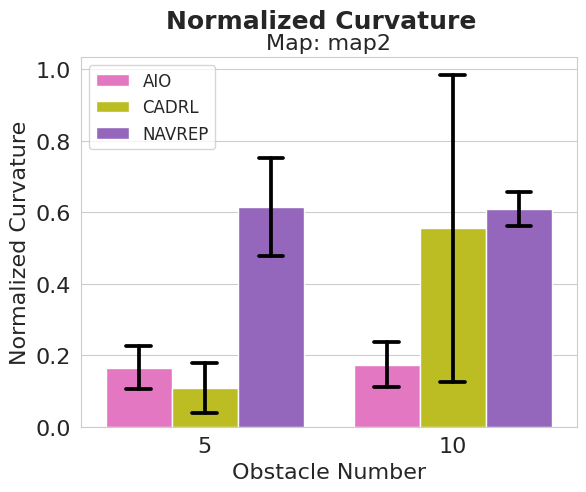 Normalized Curvature
Map: map2
Normalized Curvature
1.0
0.8
0.6
0.4
0.2
0.0
AIO
CADRL
NAVREP
5
10
Obstacle Number